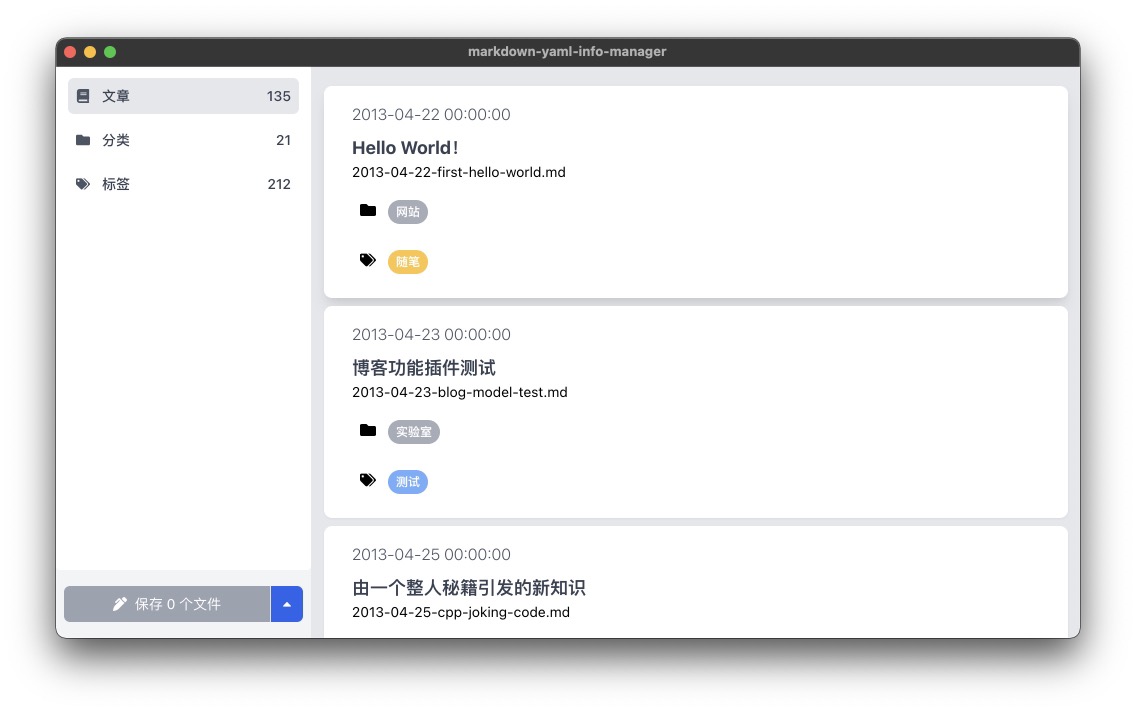 markdown-yaml-info-manager
文章 135
分类 21
标签 212
保存 0 个文件
2013-04-22 00:00:00
Hello World！
2013-04-22-first-hello-world.md
网站
随笔
2013-04-23 00:00:00
博客功能插件测试
2013-04-23-blog-model-test.md
实验室
测试
2013-04-25 00:00:00
由一个整人秘籍引发的新知识
2013-04-25-cpp-joking-code.md